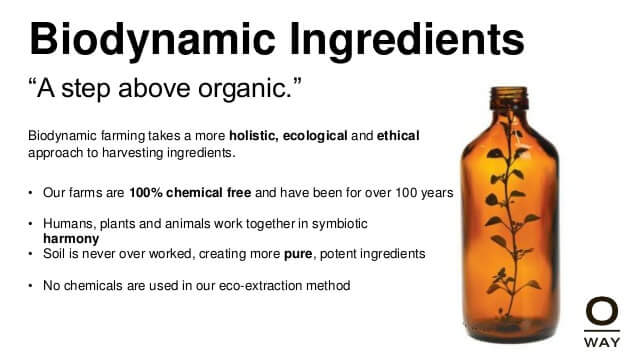 Biodynamic Ingredients
“A step above organic.”
Biodynamic farming takes a more holistic, ecological and ethical
approach to harvesting ingredients.
• Our farms are 100% chemical free and have been for over 100 years
• Humans, plants and animals work together in symbiotic
harmony
• Soil is never over worked, creating more pure, potent ingredients
• No chemicals are used in our eco-extraction method
O
WAY